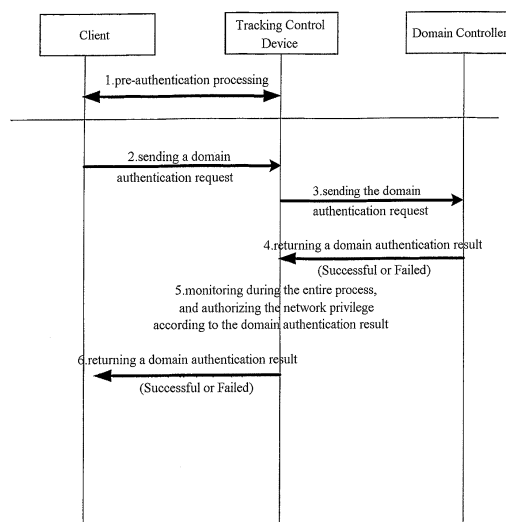 Client
Tracking Control
Device
Domain Controller
1.pre-authentication processing
2.sending a domain
authentication request
3.sending the domain
authentication request
4.returning a domain authentication result
(Successful or Failed)
5.monitoring during the entire process,
and authorizing the network privilege
according to the domain authentication result
6.returning a domain authentication result
(Successful or Failed)